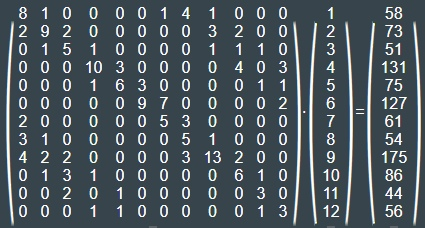 8 1 0 0 0 0 1 4 1 0 0 0 1 58
2 9 2 0 0 0 0 0 3 2 0 0 2 73
0 1 5 1 0 0 0 0 1 1 1 0 3 51
0 0 0 10 3 0 0 0 0 4 0 3 4 131
0 0 0 1 6 3 0 0 0 0 1 1 5 75
0 0 0 0 0 9 7 0 0 0 0 2 · 6 = 127
2 0 0 0 0 0 5 3 0 0 0 0 7 61
3 1 0 0 0 0 0 5 1 0 0 0 8 54
4 2 2 0 0 0 0 3 13 2 0 0 9 175
0 1 3 1 0 0 0 0 0 6 1 0 10 86
0 0 2 0 1 0 0 0 0 0 3 0 11 44
0 0 0 1 1 0 0 0 0 0 1 3 12 56